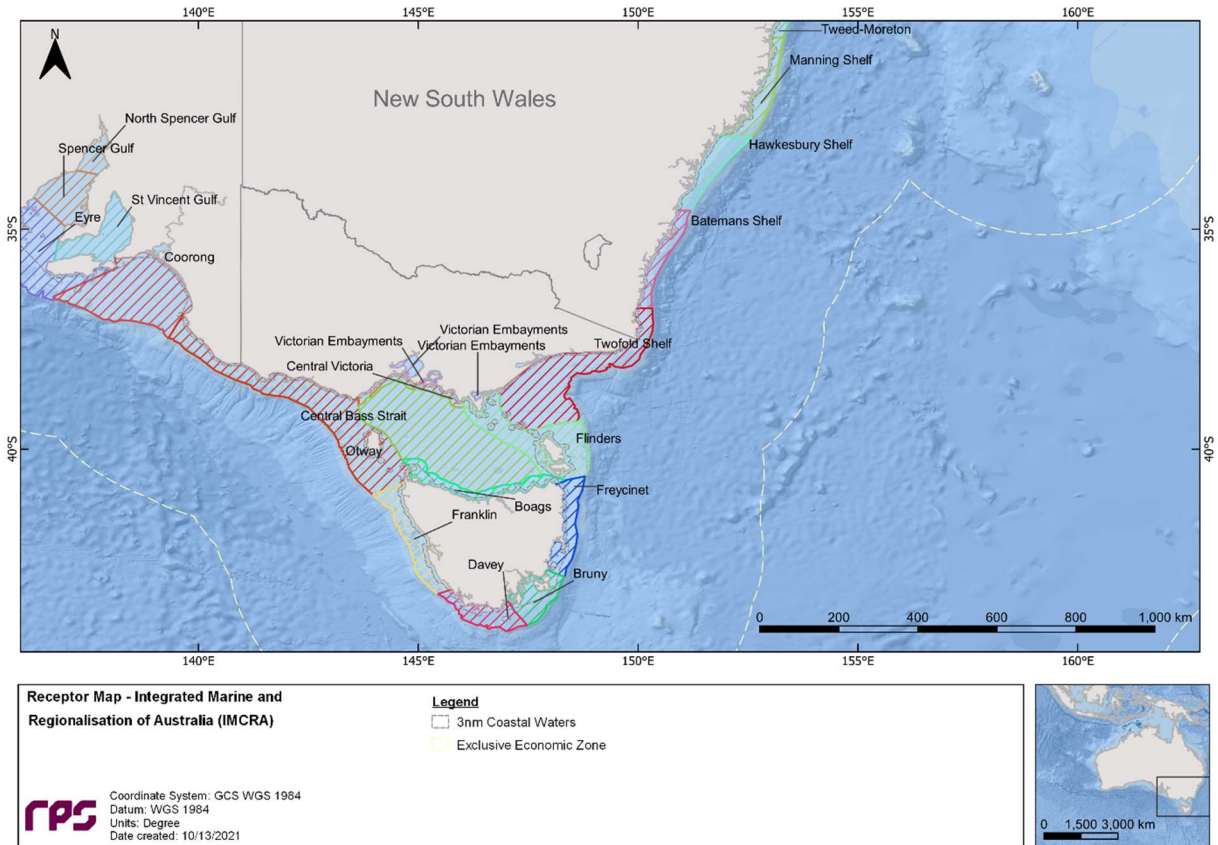 140°E 145°E 150°E 155°E 160°E
N
New South Wales
Tweed-Moreton
Manning Shelf
North Spencer Gulf
Hawkesbury Shelf
Spencer Gulf
St Vincent Gulf
Eyre
Batemans Shelf
35°S 35°S
Coorong
Victorian Embayments
Victorian Embayments
Victorian Embayments
Twofold Shelf
Central Victoria
Central Bass Strait
Flinders
40°S 40°S
Otway
Freycinet
Boags
Franklin
Davey
Bruny
0 200 400 600 800 1,000 km
140°E 145°E 150°E 155°E 160°E
Receptor Map - Integrated Marine and
Regionalisation of Australia (IMCRA)
Legend
3nm Coastal Waters
Exclusive Economic Zone
rps
Coordinate System: GCS WGS 1984
Datum: WGS 1984
Units: Degree
Date created: 10/13/2021
0 1,500 3,000 km